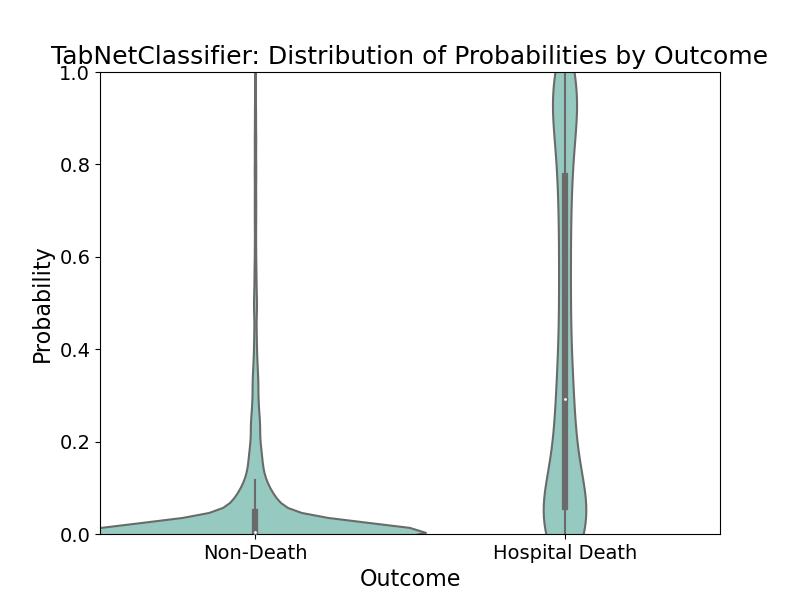 TabNetClassifier: Distribution of Probabilities by Outcome
1.0
0.8
0.6
0.4
0.2
0.0
Probability
Non-Death
Hospital Death
Outcome